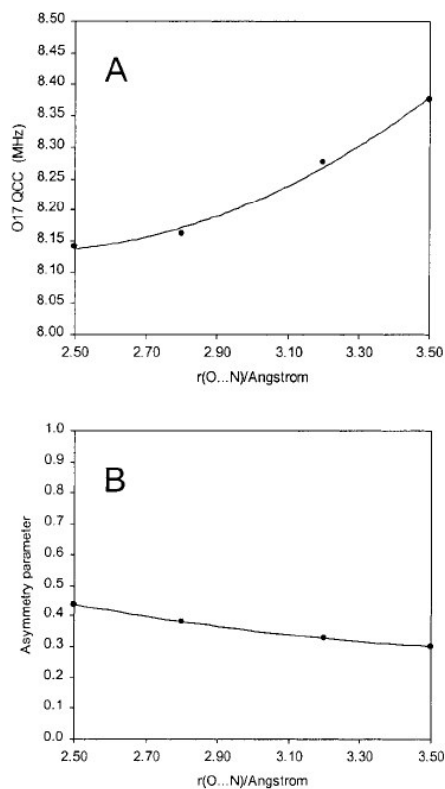 A
O17 QCC (MHz)
8.50
8.40
8.35
8.30
8.25
8.20
8.15
8.10
8.05
8.00
2.50 2.70 2.90 3.10 3.30 3.50
r(O...N)/Angstrom
B
Asymmetry parameter
1.0
0.9
0.8
0.7
0.6
0.5
0.4
0.3
0.2
0.1
0.0
2.50 2.70 2.90 3.10 3.30 3.50
r(O...N)/Angstrom